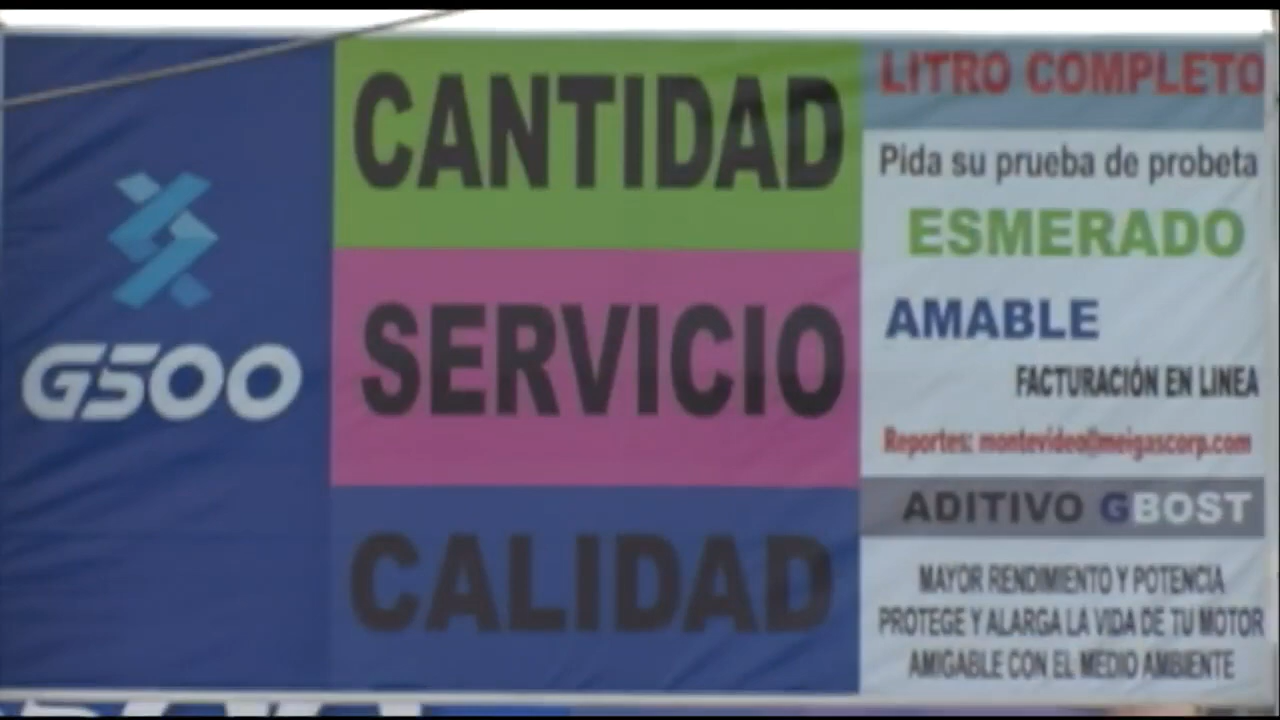 G500
CANTIDAD
SERVICIO
CALIDAD
LITRO COMPLETO
Pida su prueba de probeta
ESMERADO
AMABLE
FACTURACIÓN EN LINEA
Reportes: montevideo@meigascorp.com
ADITIVO GBOST
MAYOR RENDIMIENTO Y POTENCIA
PROTEGE Y ALARGA LA VIDA DE TU MOTOR
AMIGABLE CON EL MEDIO AMBIENTE